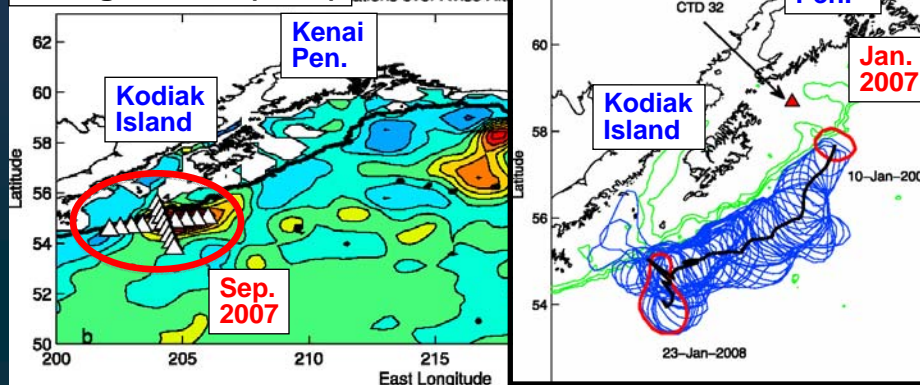 62
60
58
56
54
52
50
Latitude
200
205
210
215
East Longitude
b
Kenai
Pen.
Kodiak
Island
Sep.
2007
CTD 32
60
58
56
54
Latitude
Kodiak
Island
Jan.
2007
23-Jan-2008